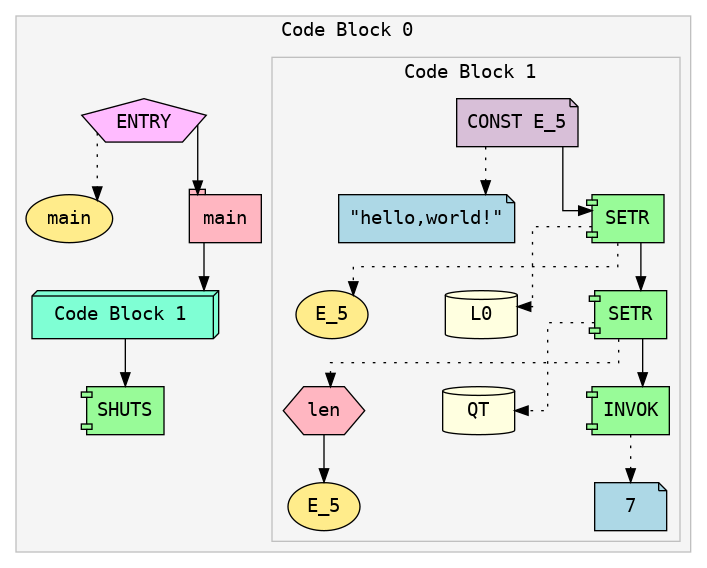 Code Block 0
Code Block 1
ENTRY
CONST E_5
main
main
"hello,world!"
SETR
Code Block 1
E_5
L0
SETR
SHUTS
len
QT
INVOK
E_5
7